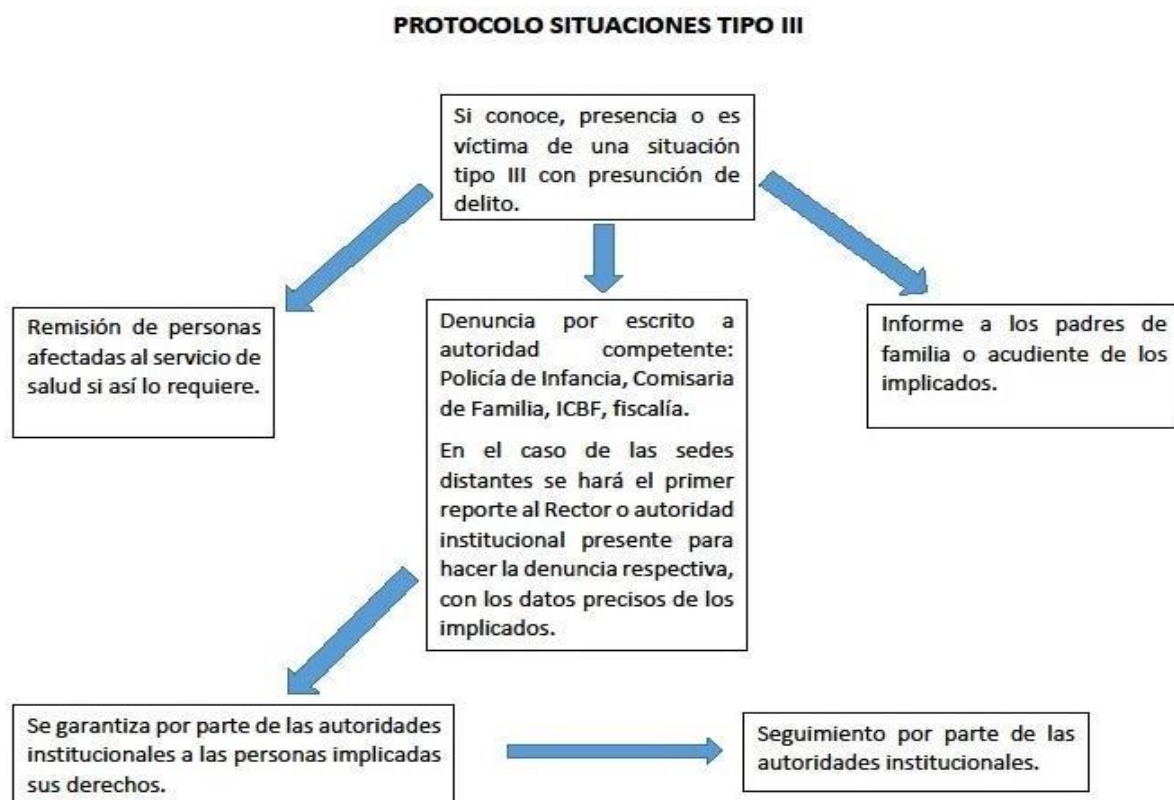 PROTOCOLO SITUACIONES TIPO III
Si conoce, presencia o es
víctima de una situación
tipo III con presunción de
delito.
Remisión de personas
afectadas al servicio de
salud si así lo requiere.
Denuncia por escrito a
autoridad competente:
Policía de Infancia, Comisaria
de Familia, ICBF, fiscalía.
En el caso de las sedes
distantes se hará el primer
reporte al Rector o autoridad
institucional presente para
hacer la denuncia respectiva,
con los datos precisos de los
implicados.
Informe a los padres de
familia o acudiente de los
implicados.
Se garantiza por parte de las autoridades
institucionales a las personas implicadas
sus derechos.
Seguimiento por parte de las
autoridades institucionales.